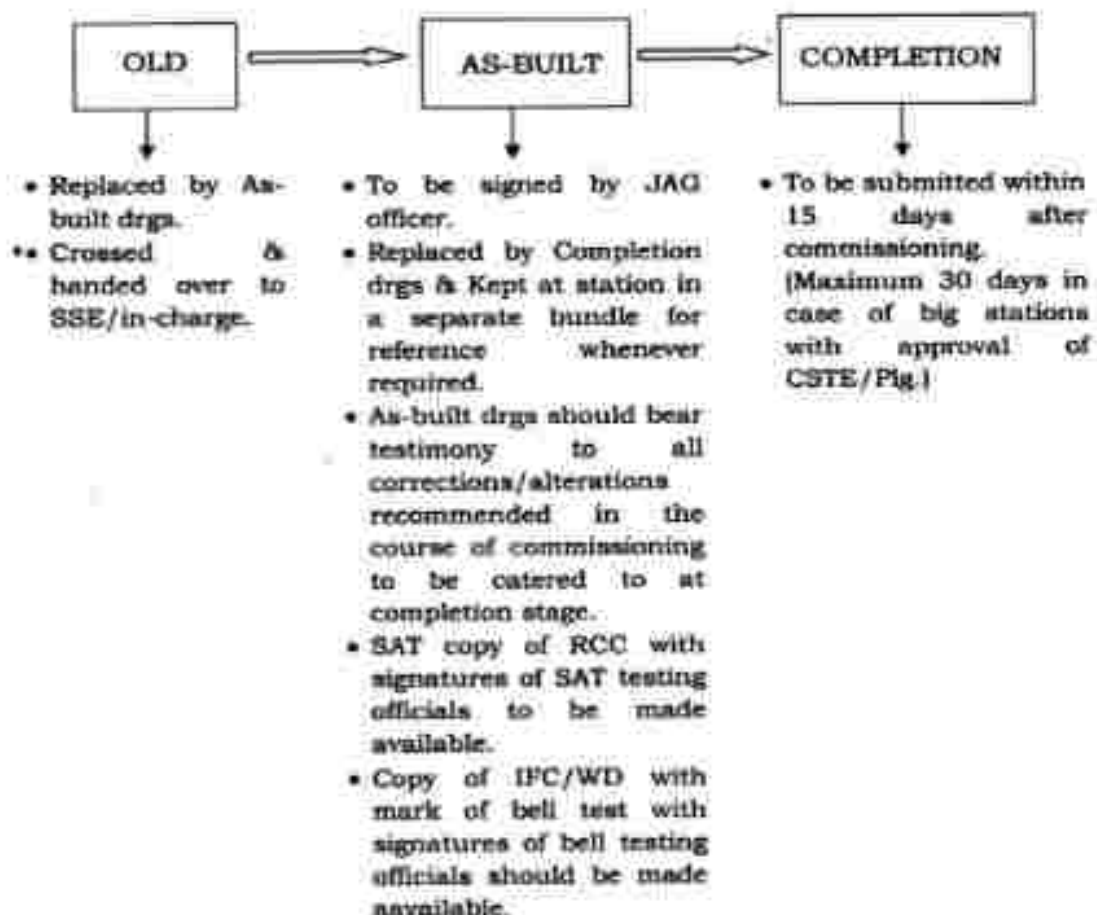 OLD
AS-BUILT
COMPLETION
• Replaced by As-
built drgs.
• Crossed &
handed over to
SSE/in-charge.
• To be signed by JAG
officer.
• Replaced by Completion
drgs & Kept at station in
a separate bundle for
reference whenever
required.
• As-built drgs should bear
testimony to all
corrections/alterations
recommended in the
course of commissioning
to be catered to at
completion stage.
• SAT copy of RCC with
signatures of SAT testing
officials to be made
available.
• Copy of IFC/WD with
mark of bell test with
signatures of bell testing
officials should be made
aavailable.
• To be submitted within
15 days after
commissioning.
(Maximum 30 days in
case of big stations
with approval of
CSTE/Plg.)